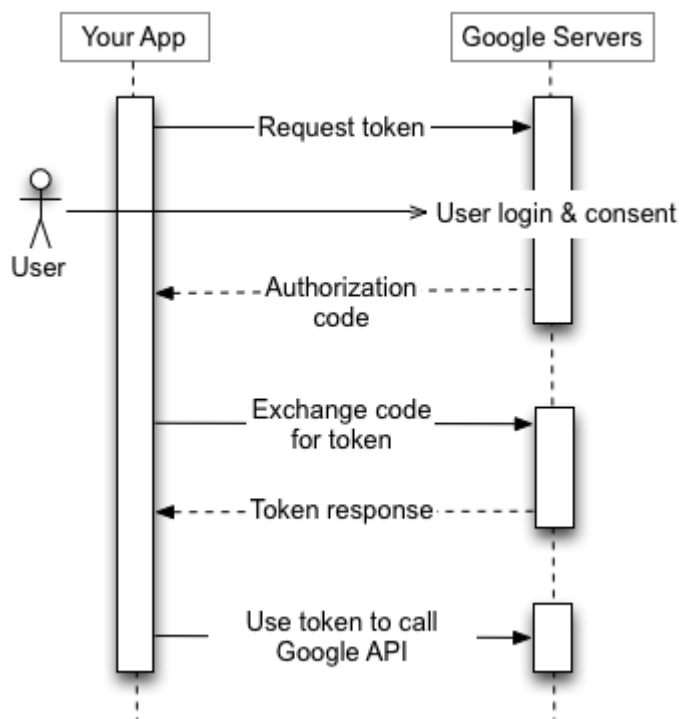 Your App
Google Servers
Request token
User login & consent
User
Authorization
code
Exchange code
for token
Token response
Use token to call
Google API